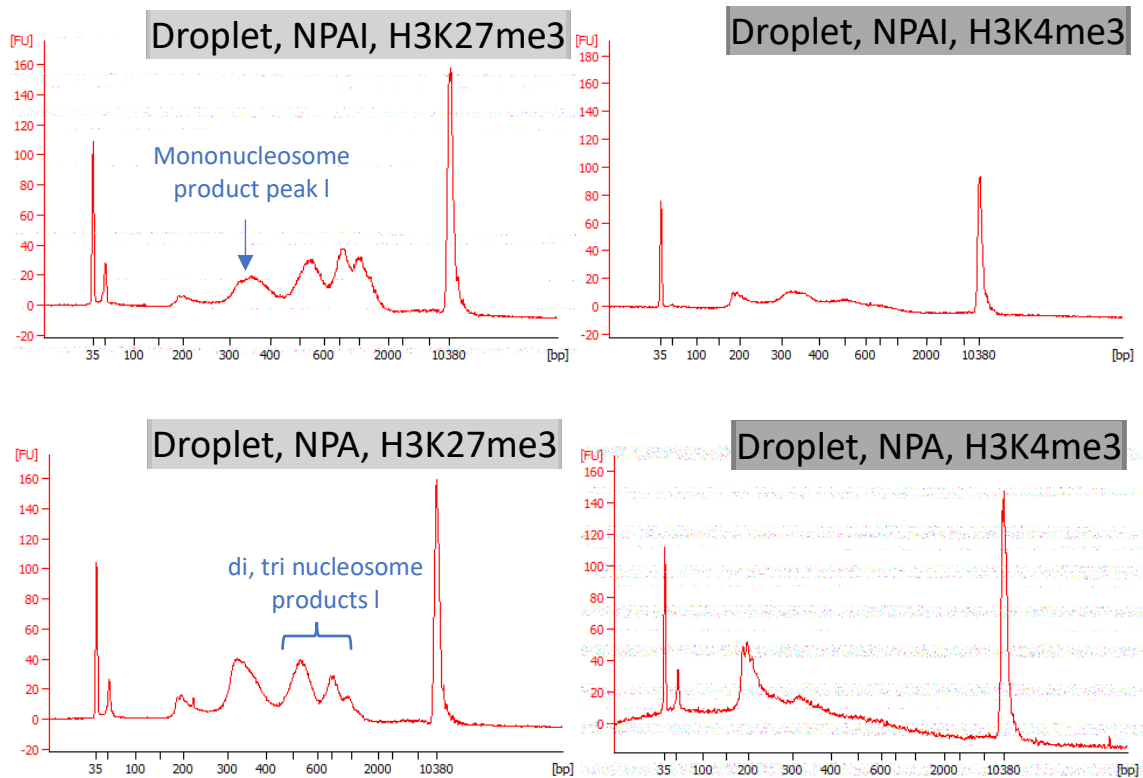 Droplet, NPAI, H3K27me3
[FU]
160
140
120
100
80
60
40
20
0
-20
Mononucleosome
product peak l
35 100 200 300 400 600 2000 10380 [bp]
Droplet, NPAI, H3K4me3
[FU]
180
160
140
120
100
80
60
40
20
0
-20
35 100 200 300 400 600 2000 10380 [bp]
Droplet, NPA, H3K27me3
[FU]
160
140
120
100
80
60
40
20
0
-20
di, tri nucleosome
products l
35 100 200 300 400 600 2000 10380 [bp]
Droplet, NPA, H3K4me3
[FU]
160
140
120
100
80
60
40
20
0
35 100 200 300 400 600 2000 10380 [bp]